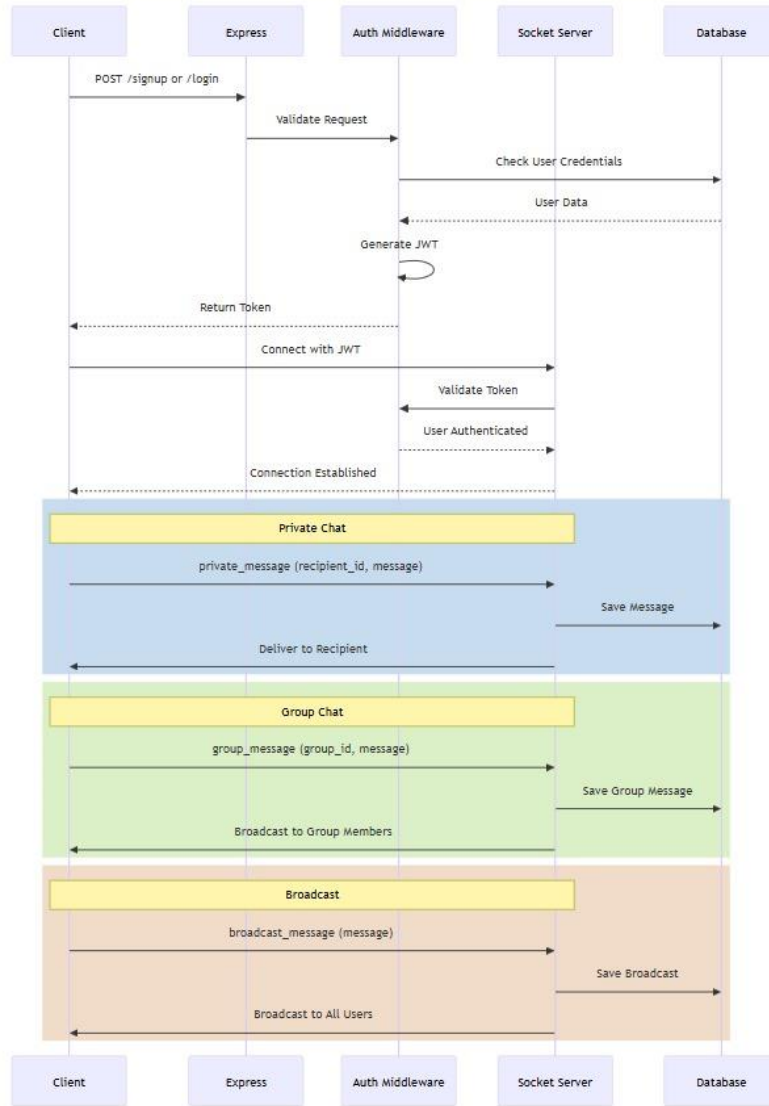 Client Express Auth Middleware Socket Server Database
POST /signup or /login
Validate Request
Check User Credentials
User Data
Generate JWT
Return Token
Connect with JWT
Validate Token
User Authenticated
Connection Established
Private Chat
private_message (recipient_id, message)
Save Message
Deliver to Recipient
Group Chat
group_message (group_id, message)
Save Group Message
Broadcast to Group Members
Broadcast
broadcast_message (message)
Save Broadcast
Broadcast to All Users
Client Express Auth Middleware Socket Server Database